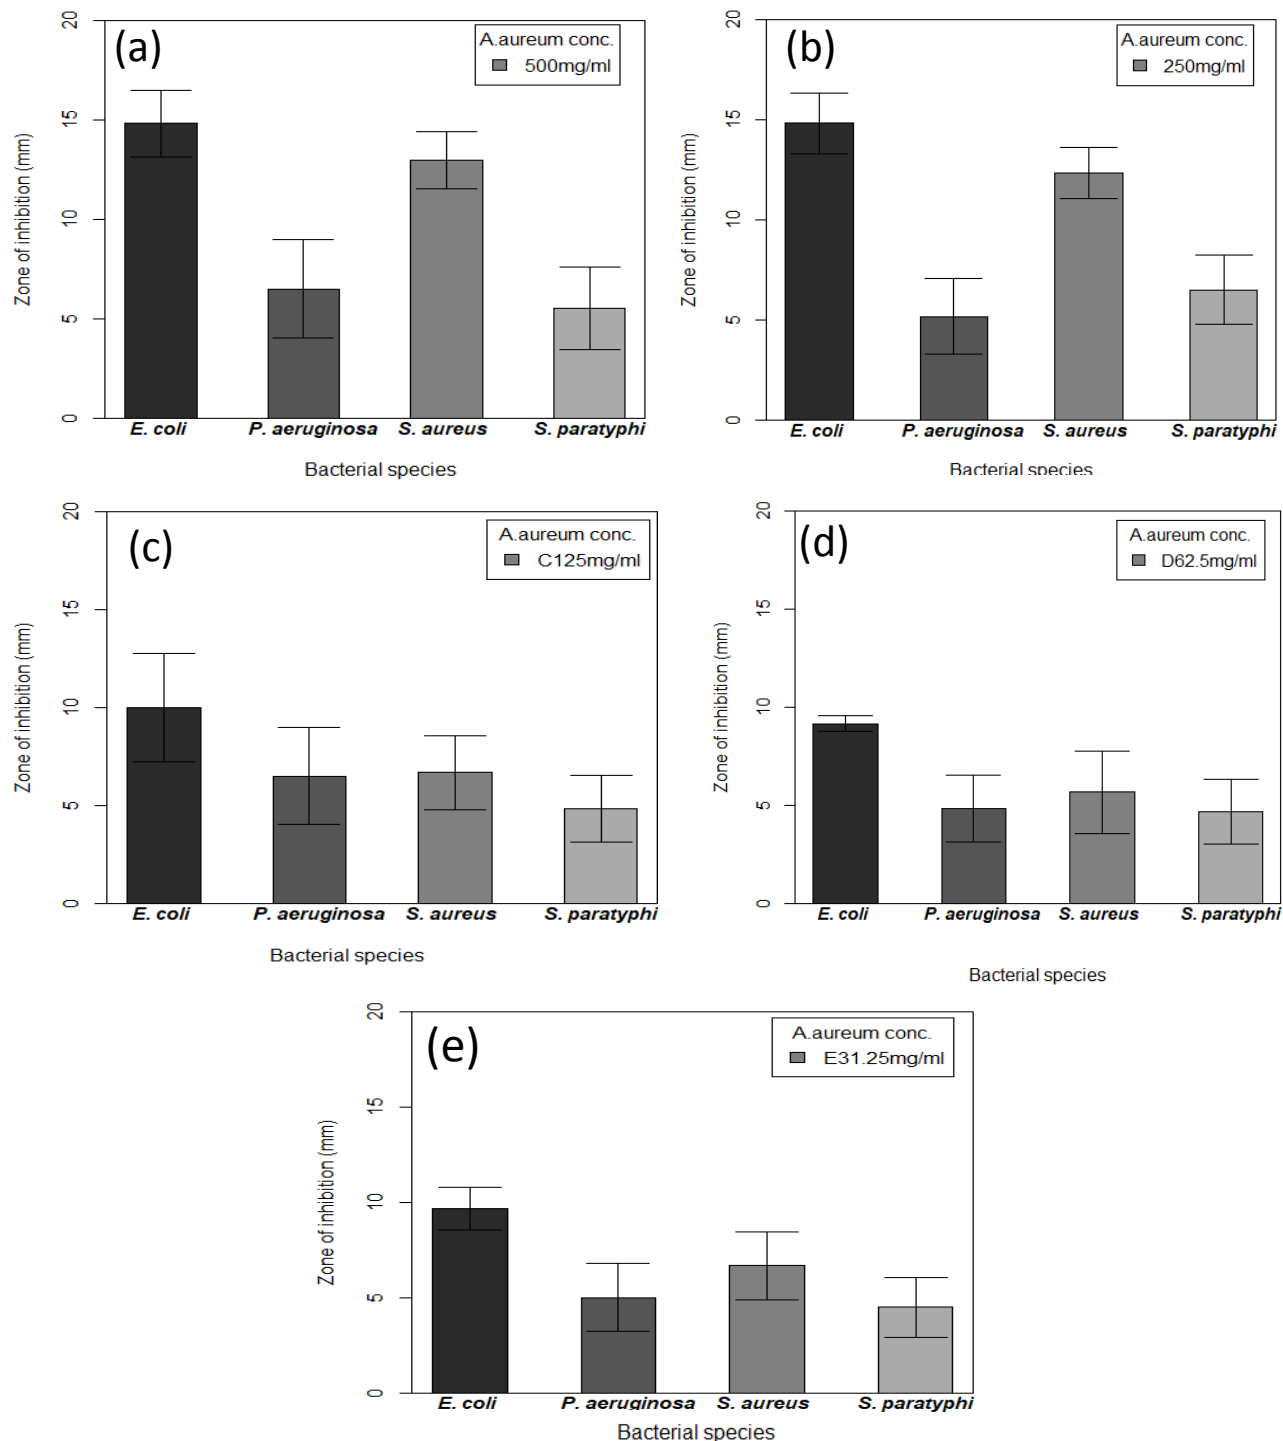 (a)
A.aureum conc.
500mg/ml
Zone of inhibition (mm)
0 5 10 15 20
E. coli P. aeruginosa S. aureus S. paratyphi
Bacterial species
(b)
A.aureum conc.
250mg/ml
Zone of inhibition (mm)
0 5 10 15 20
E. coli P. aeruginosa S. aureus S. paratyphi
Bacterial species
(c)
A.aureum conc.
C125mg/ml
Zone of inhibition (mm)
0 5 10 15 20
E. coli P. aeruginosa S. aureus S. paratyphi
Bacterial species
(d)
A.aureum conc.
D62.5mg/ml
Zone of inhibition (mm)
0 5 10 15 20
E. coli P. aeruginosa S. aureus S. paratyphi
Bacterial species
(e)
A.aureum conc.
E31.25mg/ml
Zone of inhibition (mm)
0 5 10 15 20
E. coli P. aeruginosa S. aureus S. paratyphi
Bacterial species